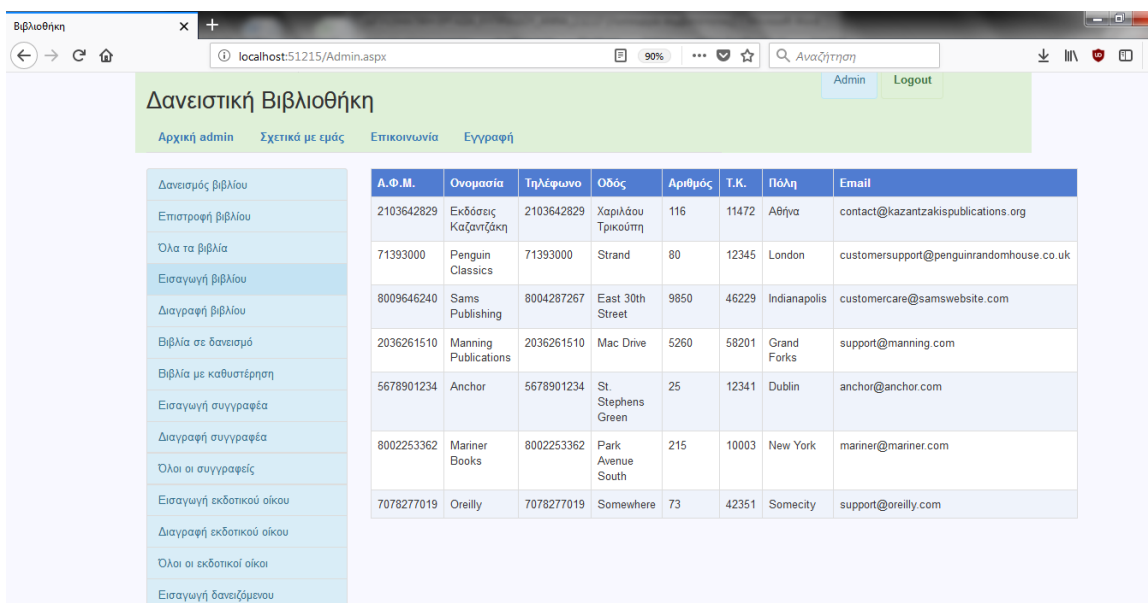 Βιβλιοθήκη
localhost:51215/Admin.aspx
90%
Αναζήτηση
Admin
Logout
Δανειστική Βιβλιοθήκη
Αρχική admin Σχετικά με εμάς Επικοινωνία Εγγραφή
Δανεισμός βιβλίου
Επιστροφή βιβλίου
Όλα τα βιβλία
Εισαγωγή βιβλίου
Διαγραφή βιβλίου
Βιβλία σε δανεισμό
Βιβλία με καθυστέρηση
Εισαγωγή συγγραφέα
Διαγραφή συγγραφέα
Όλοι οι συγγραφείς
Εισαγωγή εκδοτικού οίκου
Διαγραφή εκδοτικού οίκου
Όλοι οι εκδοτικοί οίκοι
Εισαγωγή δανειζόμενου
Α.Φ.Μ. Ονομασία Τηλέφωνο Οδός Αριθμός Τ.Κ. Πόλη Email
2103642829 Εκδόσεις Καζαντζάκη 2103642829 Χαριλάου Τρικούπη 116 11472 Αθήνα contact@kazantzakispublications.org
71393000 Penguin Classics 71393000 Strand 80 12345 London customersupport@penguinrandomhouse.co.uk
8009646240 Sams Publishing 8004287267 East 30th Street 9850 46229 Indianapolis customercare@samswebsite.com
2036261510 Manning Publications 2036261510 Mac Drive 5260 58201 Grand Forks support@manning.com
5678901234 Anchor 5678901234 St. Stephens Green 25 12341 Dublin anchor@anchor.com
8002253362 Mariner Books 8002253362 Park Avenue South 215 10003 New York mariner@mariner.com
7078277019 Oreilly 7078277019 Somewhere 73 42351 Somecity support@oreilly.com